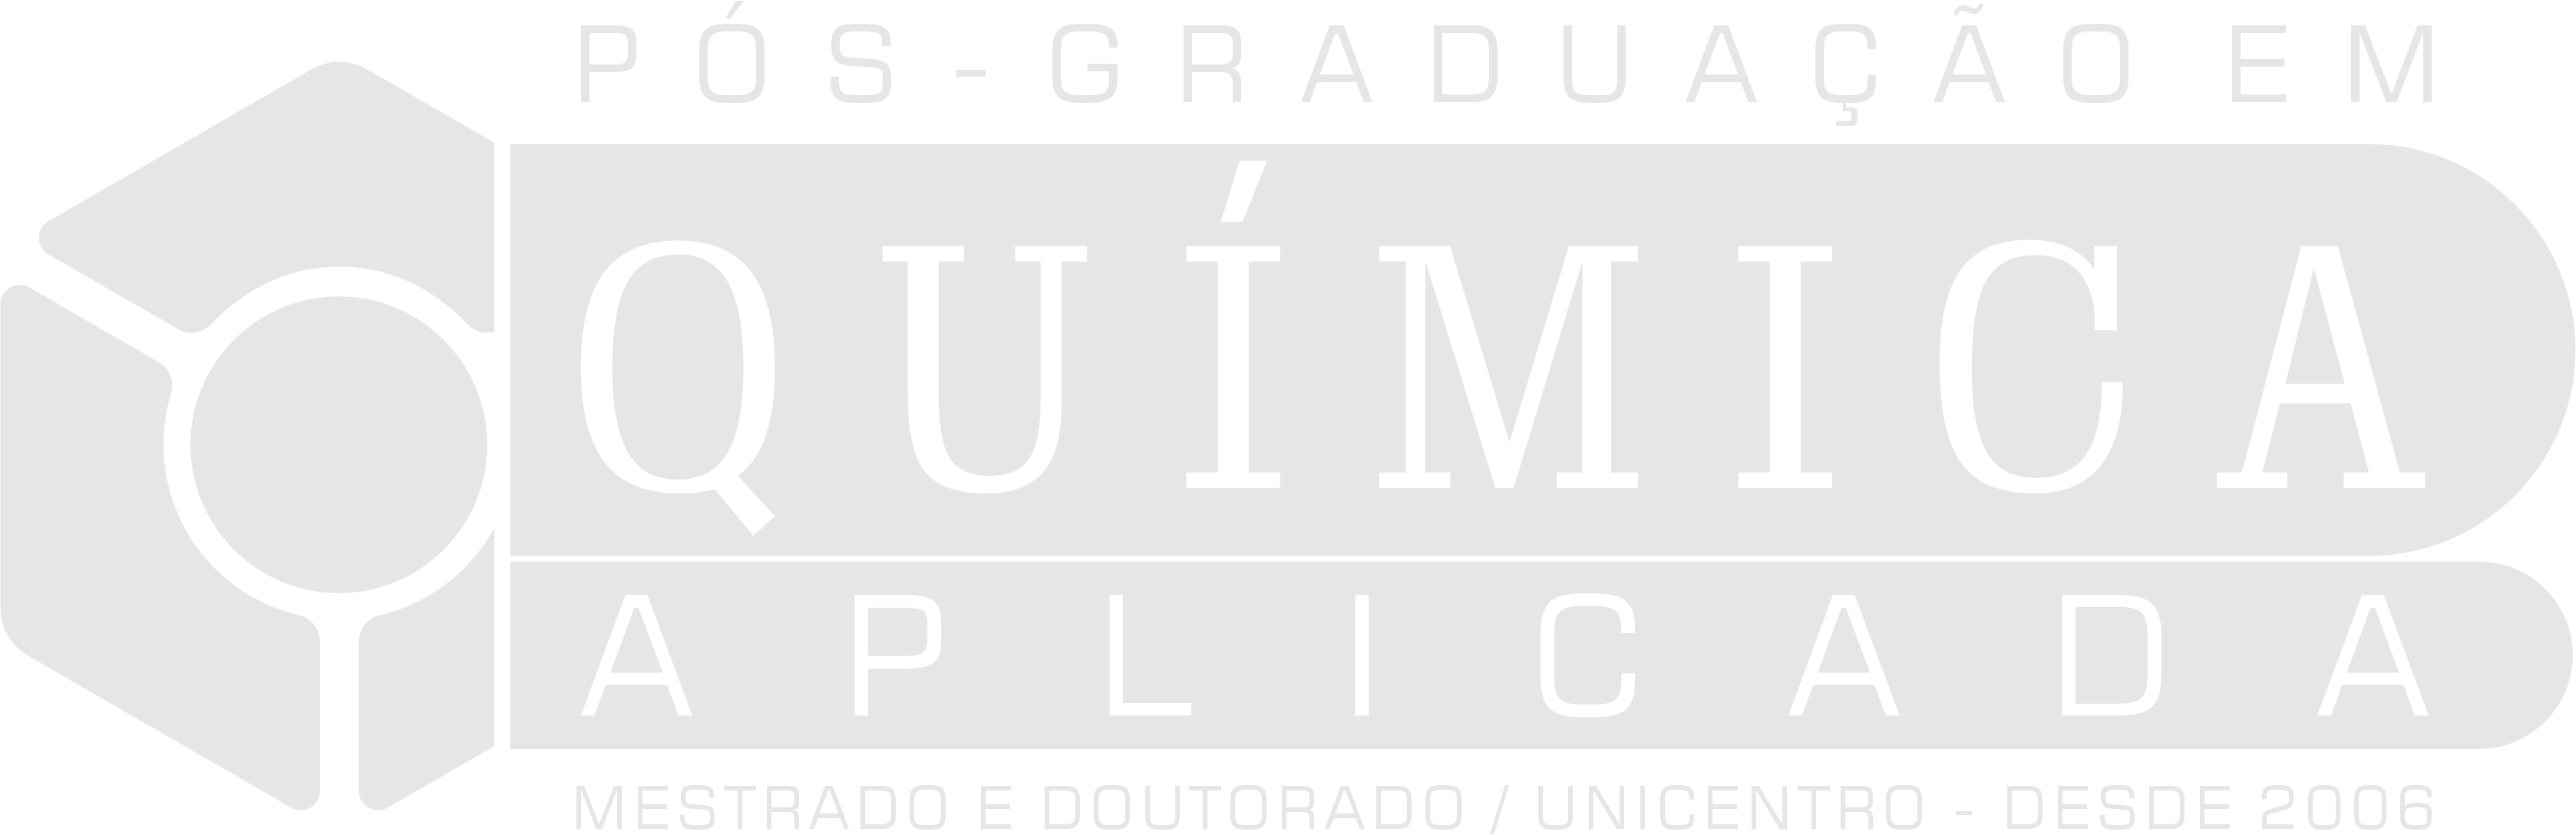 PÓS-GRADUAÇÃO EM
QUÍMICA
APLICADA
MESTRADO E DOUTORADO / UNICENTRO - DESDE 2006